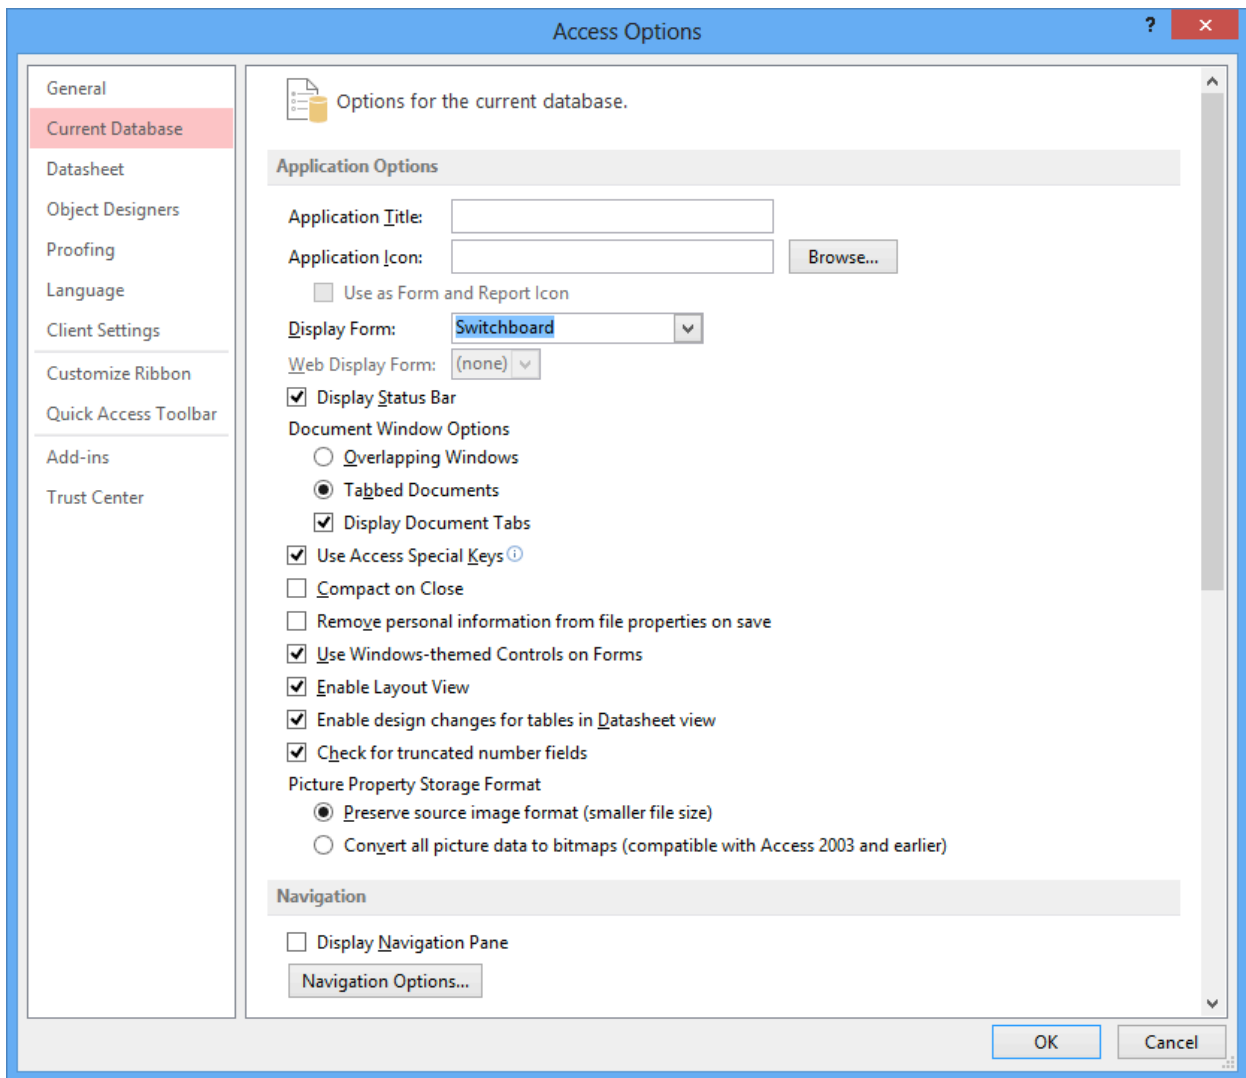 Access Options
?
General
Current Database
Datasheet
Object Designers
Proofing
Language
Client Settings
Customize Ribbon
Quick Access Toolbar
Add-ins
Trust Center
Options for the current database.
Application Options
Application Title:
Application Icon:
Browse...
Use as Form and Report Icon
Display Form:
Switchboard
Web Display Form:
(none)
Display Status Bar
Document Window Options
Overlapping Windows
Tabbed Documents
Display Document Tabs
Use Access Special Keys
Compact on Close
Remove personal information from file properties on save
Use Windows-themed Controls on Forms
Enable Layout View
Enable design changes for tables in Datasheet view
Check for truncated number fields
Picture Property Storage Format
Preserve source image format (smaller file size)
Convert all picture data to bitmaps (compatible with Access 2003 and earlier)
Navigation
Display Navigation Pane
Navigation Options...
OK
Cancel